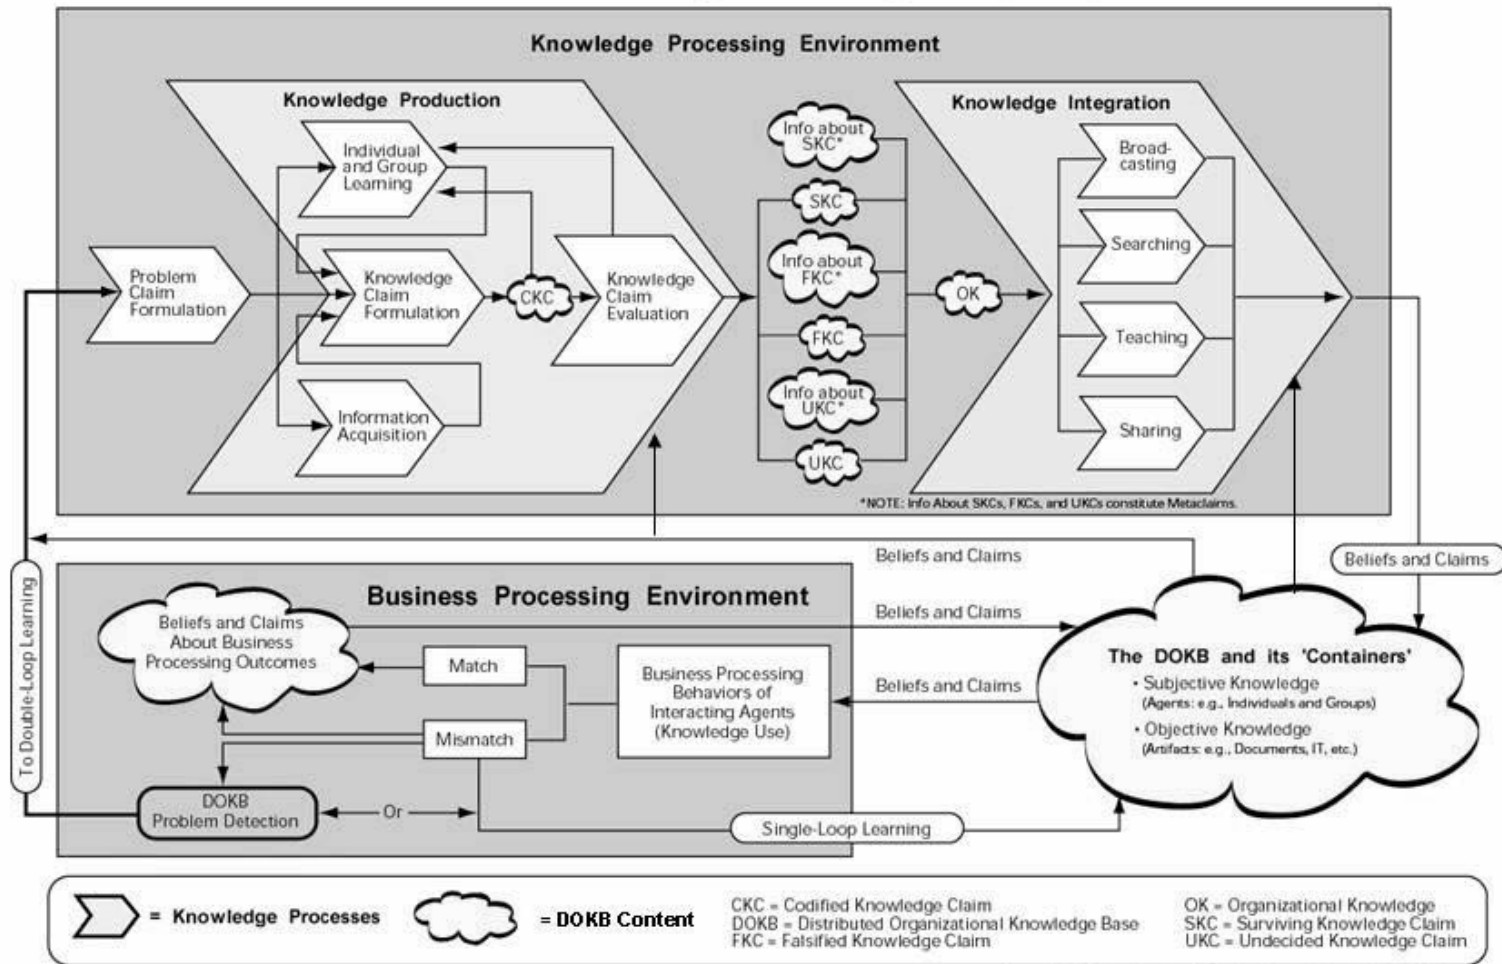 Knowledge Processing Environment
Knowledge Production
Individual
and Group
Learning
Problem
Claim
Formulation
Knowledge
Claim
Formulation
CKC
Knowledge
Claim
Evaluation
Information
Acquisition
Info about
SKC*
SKC
Info about
FKC*
FKC
Info about
UKC*
UKC
OK
Knowledge Integration
Broad-
casting
Searching
Teaching
Sharing
*NOTE: Info About SKCs, FKCs, and UKCs constitute Metaclaims.
Beliefs and Claims
Beliefs and Claims
To Double-Loop Learning
Business Processing Environment
Beliefs and Claims
About Business
Processing Outcomes
Match
Mismatch
Business Processing
Behaviors of
Interacting Agents
(Knowledge Use)
Beliefs and Claims
Beliefs and Claims
DOKB
Problem Detection
Or
Single-Loop Learning
The DOKB and its 'Containers'
• Subjective Knowledge
(Agents: e.g., Individuals and Groups)
• Objective Knowledge
(Artifacts: e.g., Documents, IT, etc.)
= Knowledge Processes
= DOKB Content
CKC = Codified Knowledge Claim
DOKB = Distributed Organizational Knowledge Base
FKC = Falsified Knowledge Claim
OK = Organizational Knowledge
SKC = Surviving Knowledge Claim
UKC = Undecided Knowledge Claim